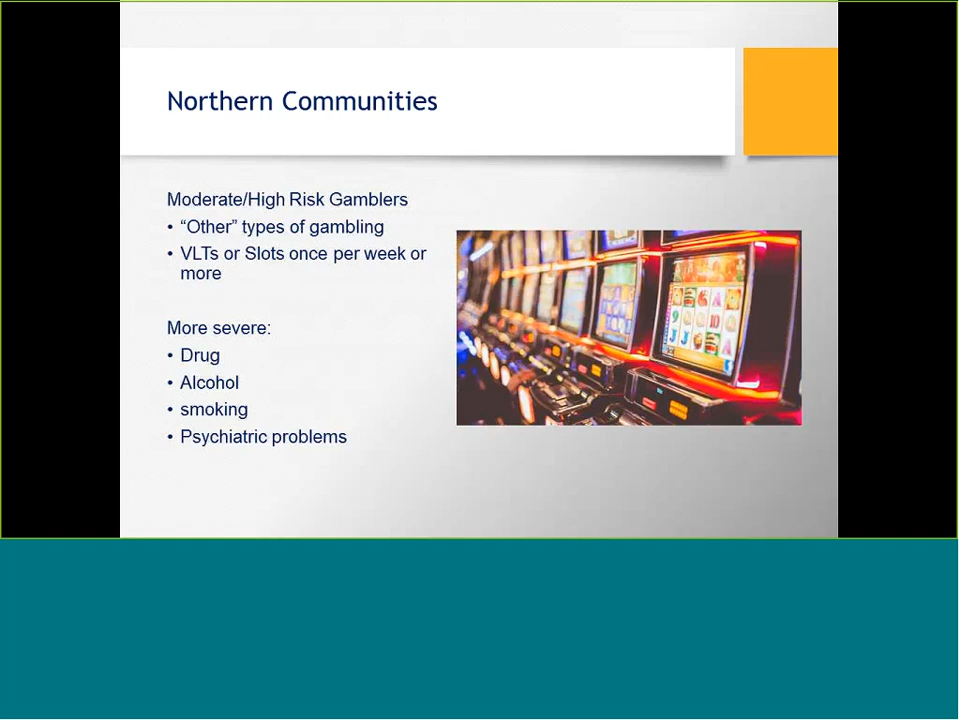 Northern Communities
Moderate/High Risk Gamblers
• “Other” types of gambling
• VLTs or Slots once per week or
more
More severe:
• Drug
• Alcohol
• smoking
• Psychiatric problems